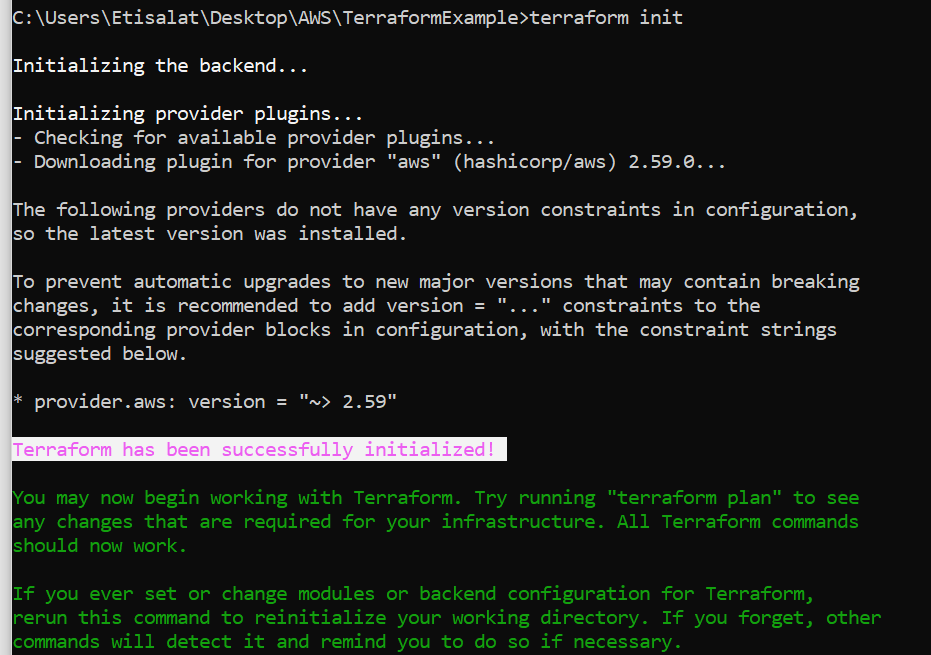 C:\Users\Etisalat\Desktop\AWS\TerraformExample>terraform init
Initializing the backend...
Initializing provider plugins...
- Checking for available provider plugins...
- Downloading plugin for provider "aws" (hashicorp/aws) 2.59.0...
The following providers do not have any version constraints in configuration,
so the latest version was installed.
To prevent automatic upgrades to new major versions that may contain breaking
changes, it is recommended to add version = "..." constraints to the
corresponding provider blocks in configuration, with the constraint strings
suggested below.
* provider.aws: version = "~> 2.59"
Terraform has been successfully initialized!
You may now begin working with Terraform. Try running "terraform plan" to see
any changes that are required for your infrastructure. All Terraform commands
should now work.
If you ever set or change modules or backend configuration for Terraform,
rerun this command to reinitialize your working directory. If you forget, other
commands will detect it and remind you to do so if necessary.